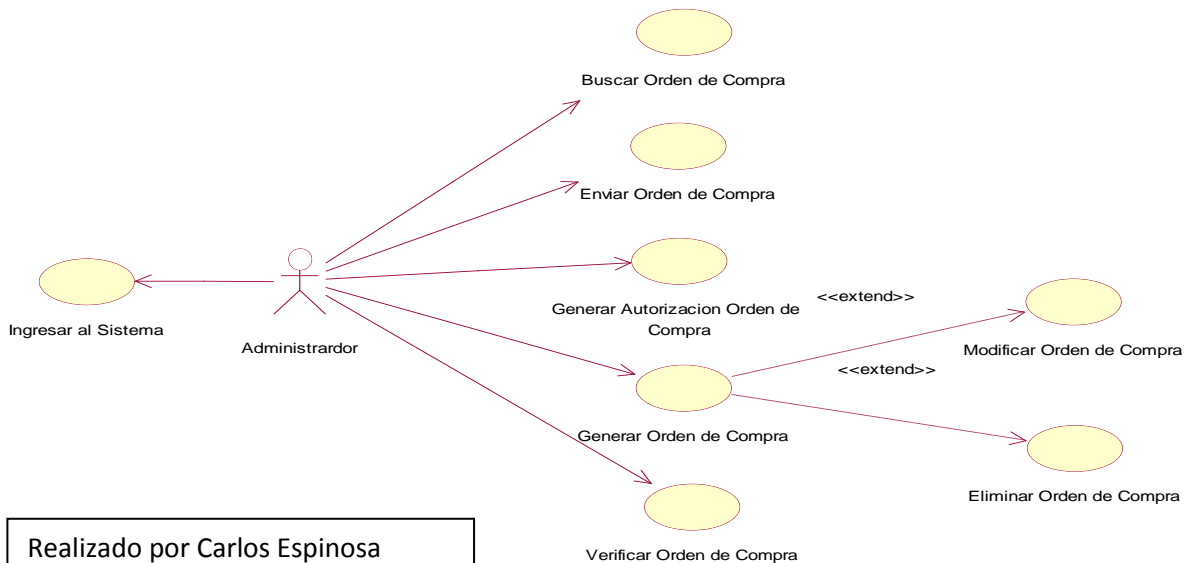 Buscar Orden de Compra
Enviar Orden de Compra
Ingresar al Sistema
Administrardor
Generar Autorizacion Orden de
Compra
<<extend>>
Modificar Orden de Compra
<<extend>>
Generar Orden de Compra
Eliminar Orden de Compra
Verificar Orden de Compra
Realizado por Carlos Espinosa